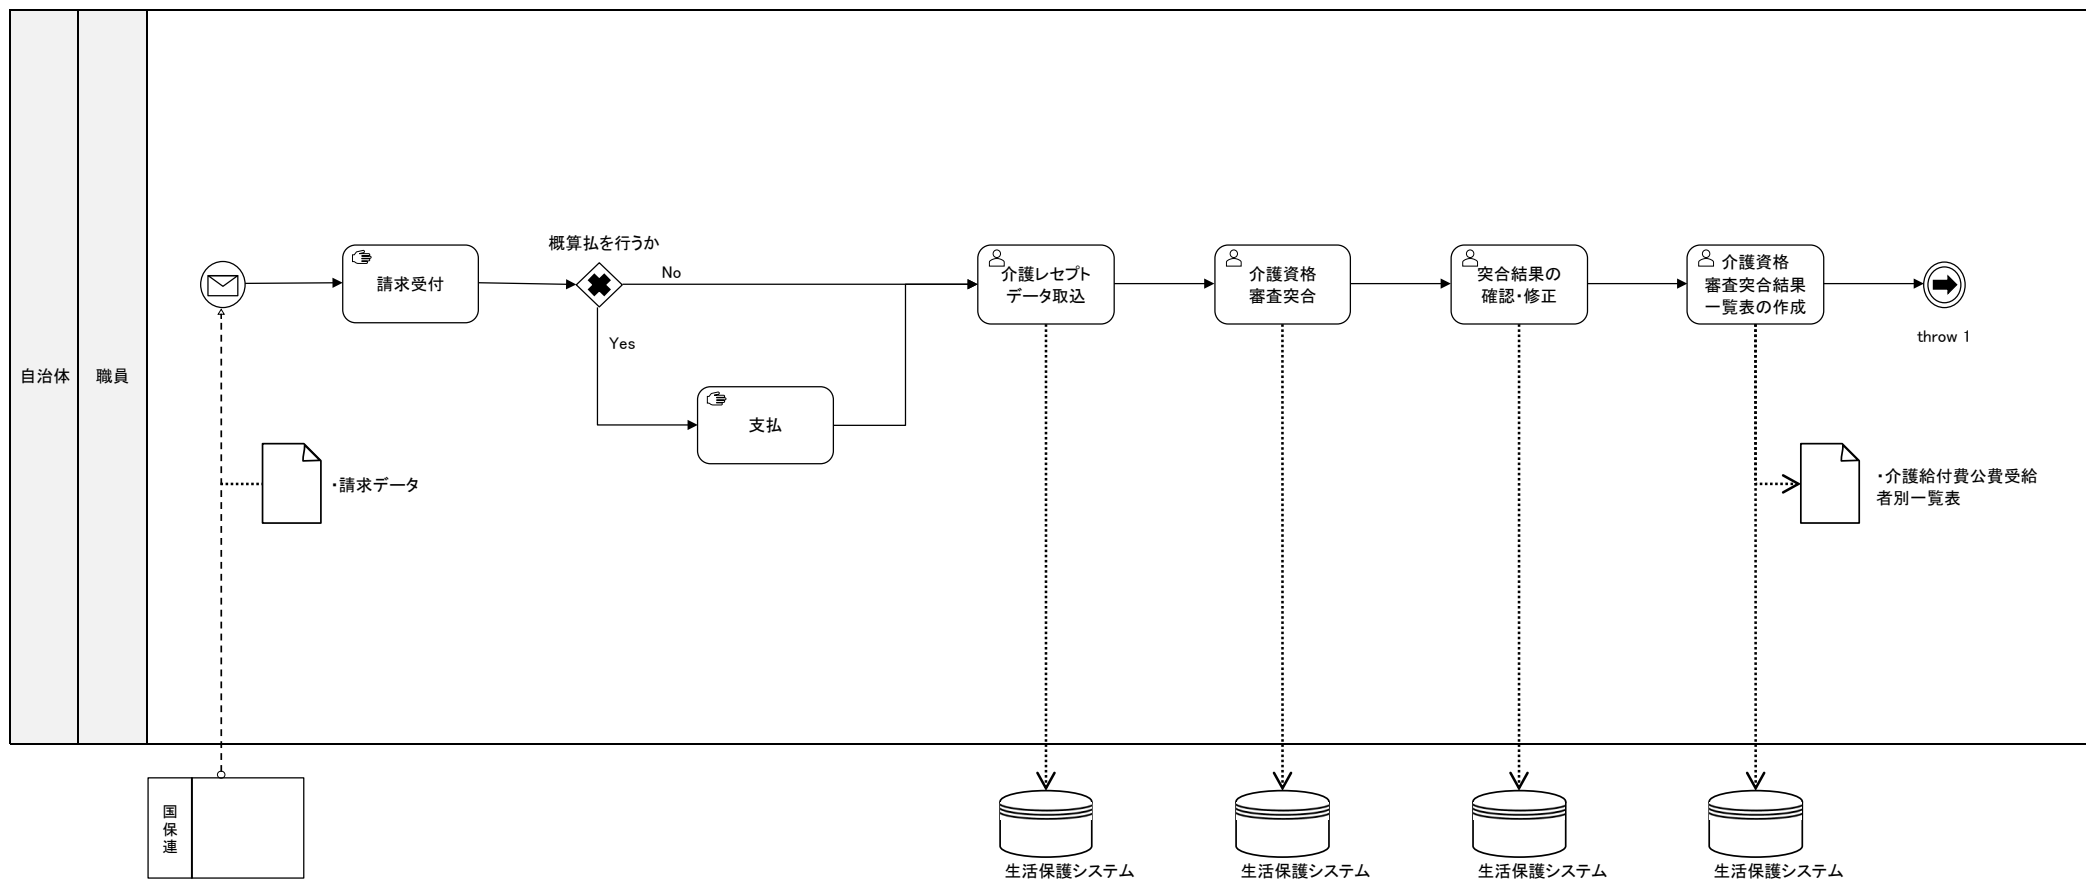 自治体
職員
概算払を行うか
請求受付
No
Yes
支払
介護レセプト
データ取込
介護資格
審査突合
突合結果の
確認・修正
介護資格
審査突合結果
一覧表の作成
throw 1
・請求データ
・介護給付費公費受給
者別一覧表
国保連
生活保護システム
生活保護システム
生活保護システム
生活保護システム